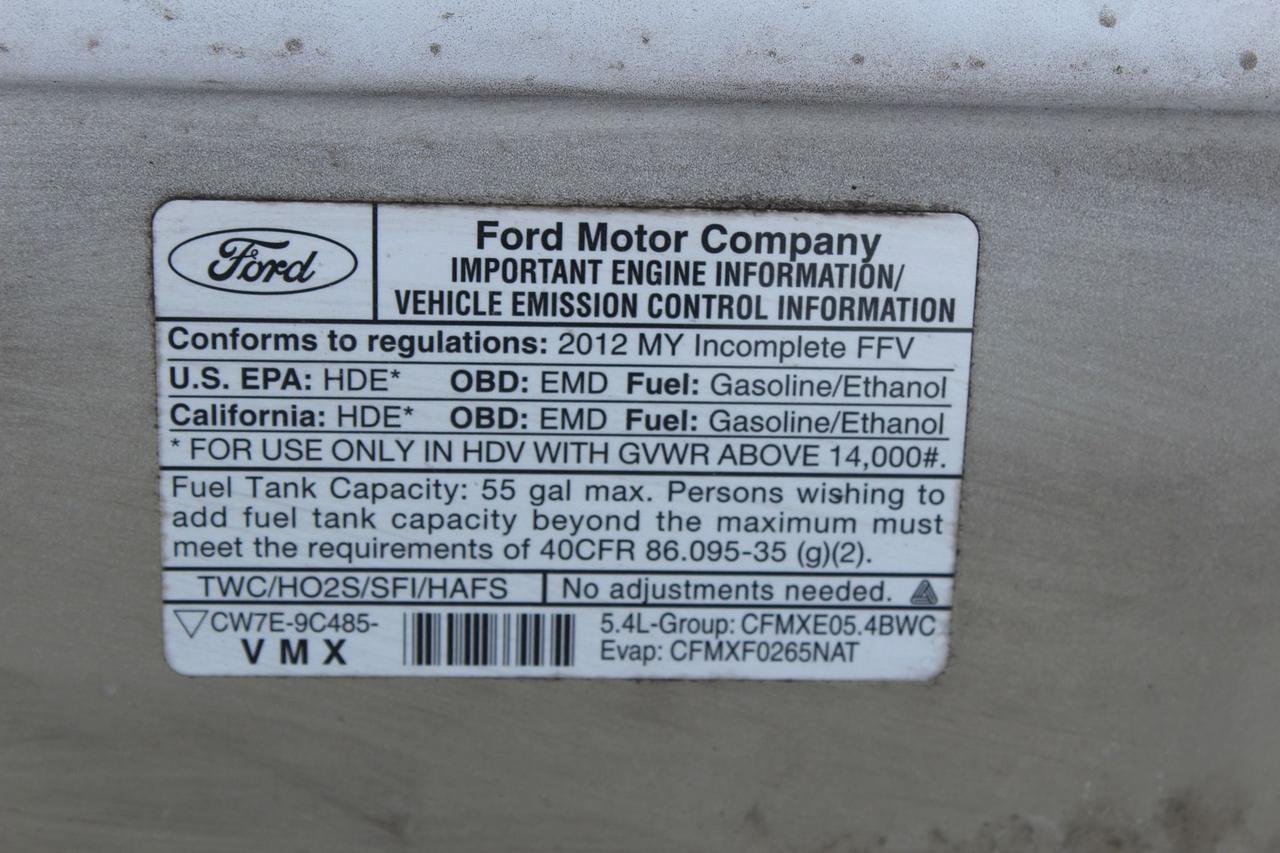 Ford
Ford Motor Company
IMPORTANT ENGINE INFORMATION/
VEHICLE EMISSION CONTROL INFORMATION
Conforms to regulations: 2012 MY Incomplete FFV
U.S. EPA: HDE* OBD: EMD Fuel: Gasoline/Ethanol
California: HDE* OBD: EMD Fuel: Gasoline/Ethanol
* FOR USE ONLY IN HDV WITH GVWR ABOVE 14,000#.
Fuel Tank Capacity: 55 gal max. Persons wishing to
add fuel tank capacity beyond the maximum must
meet the requirements of 40CFR 86.095-35 (g)(2).
TWC/HO2S/SFI/HAFS No adjustments needed.
CW7E-9C485-
VMX
5.4L-Group: CFMXE05.4BWC
Evap: CFMXF0265NAT